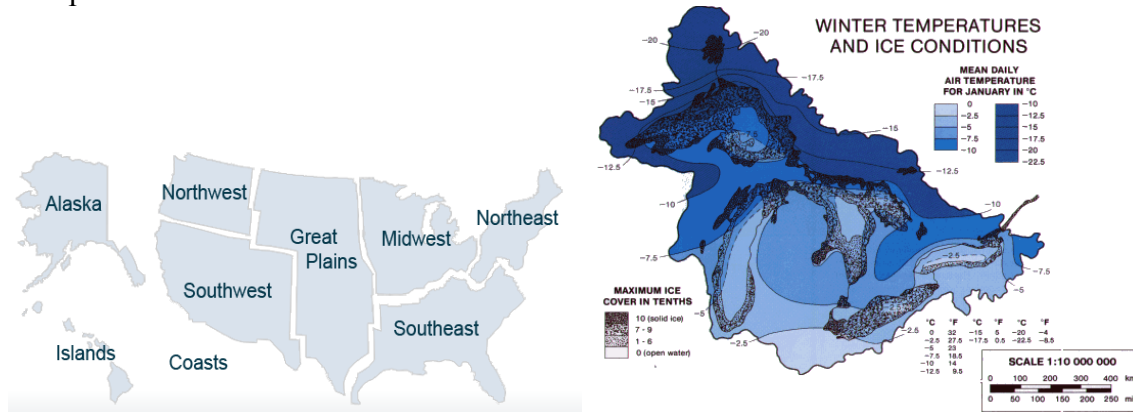 Alaska
Northwest
Northeast
Great
Plains
Midwest
Southwest
Southeast
Islands
Coasts
WINTER TEMPERATURES
AND ICE CONDITIONS
MEAN DAILY
AIR TEMPERATURE
FOR JANUARY IN °C
0 -10
-2.5 -12.5
-5 -15
-7.5 -17.5
-10 -20
-22.5
-20
-20
-17.5
-17.5
-15
-15
-12.5
-12.5
-10
-10
-7.5
-7.5
-5
-5
-2.5
-2.5
-2.5
MAXIMUM ICE
COVER IN TENTHS
10 (solid ice)
7 - 9
1 - 6
0 (open water)
°C °F °C °F °C °F
0 32 -15 5 -20 -4
-2.5 27.5 -17.5 0.5 -22.5 -8.5
-5 23
-7.5 18.5
-10 14
-12.5 9.5
SCALE 1:10 000 000
0 100 200 300 400 km
0 50 100 150 200 250 mi